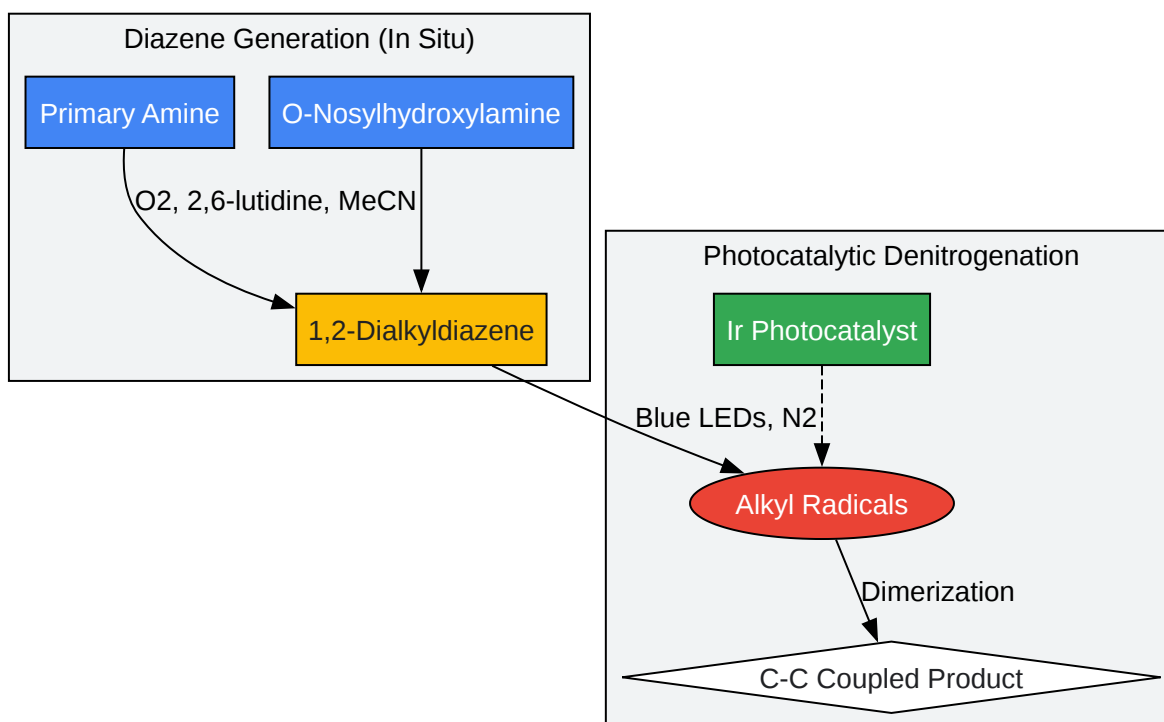 Diazene Generation (In Situ)
Primary Amine
O-Nosylhydroxylamine
O2, 2,6-lutidine, MeCN
1,2-Dialkyldiazene
Photocatalytic Denitrogenation
Ir Photocatalyst
Blue LEDs, N2
Alkyl Radicals
Dimerization
C-C Coupled Product